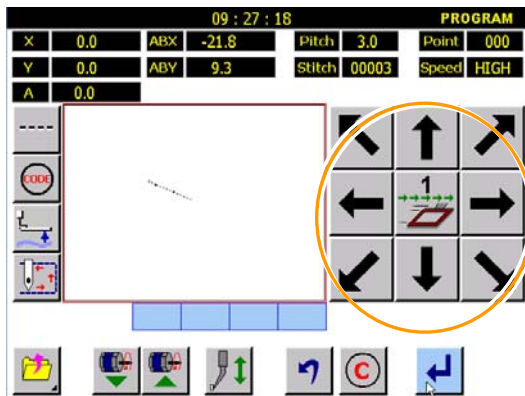 09 : 27 : 18 PROGRAM
X 0.0 ABX -21.8 Pitch 3.0 Point 000
Y 0.0 ABY 9.3 Stitch 00003 Speed HIGH
A 0.0
----
CODE
1
C